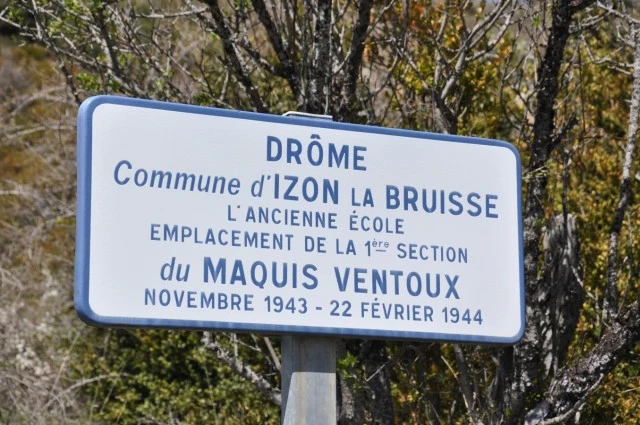 DRÔME
Commune d'IZON LA BRUISSE
L'ANCIENNE ÉCOLE
EMPLACEMENT DE LA 1ère SECTION
du MAQUIS VENTOUX
NOVEMBRE 1943 - 22 FÉVRIER 1944